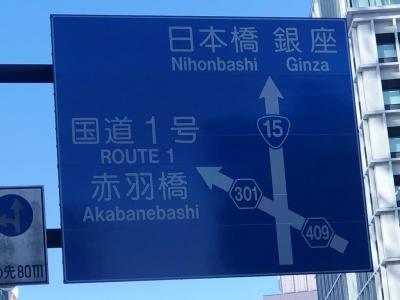 日本橋 銀座
Nihonbashi Ginza
15
国道1号
ROUTE 1
赤羽橋
Akabanebashi
301
409
の先80m